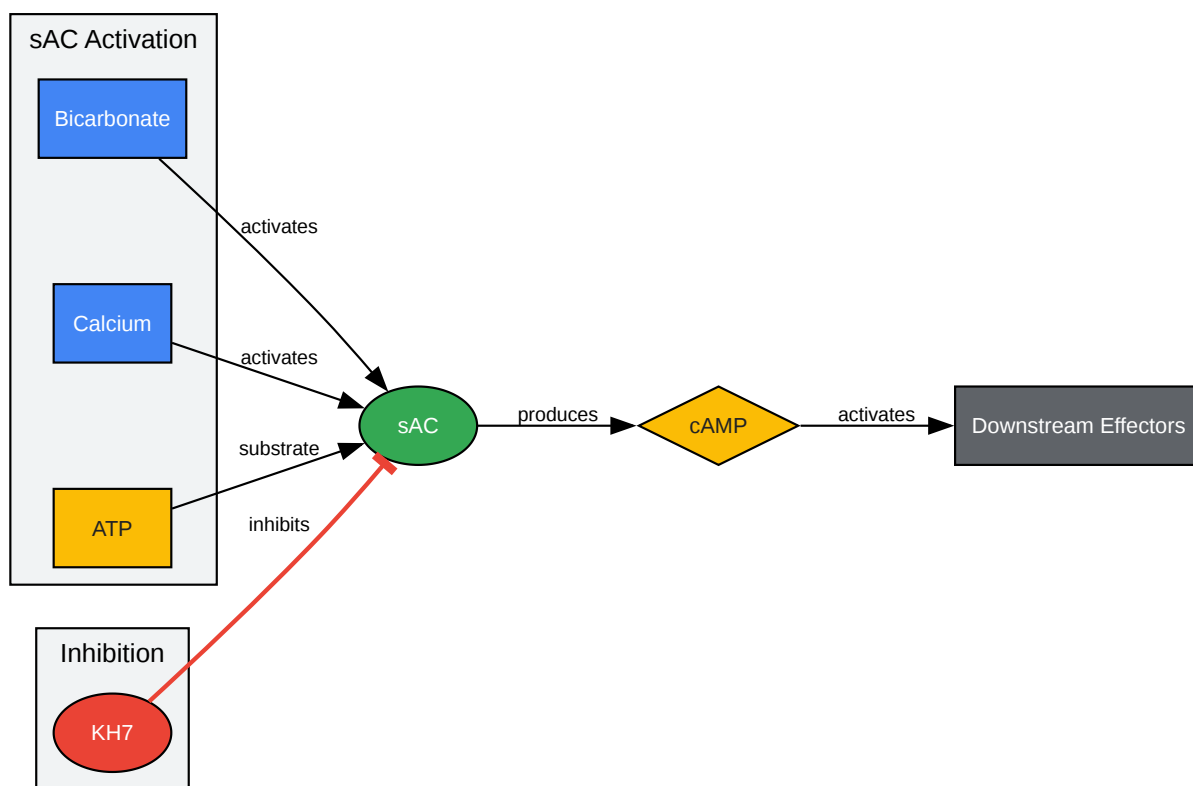 sAC Activation
Bicarbonate
activates
Calcium
activates
sAC
produces
cAMP
activates
Downstream Effectors
substrate
ATP
inhibits
Inhibition
KH7